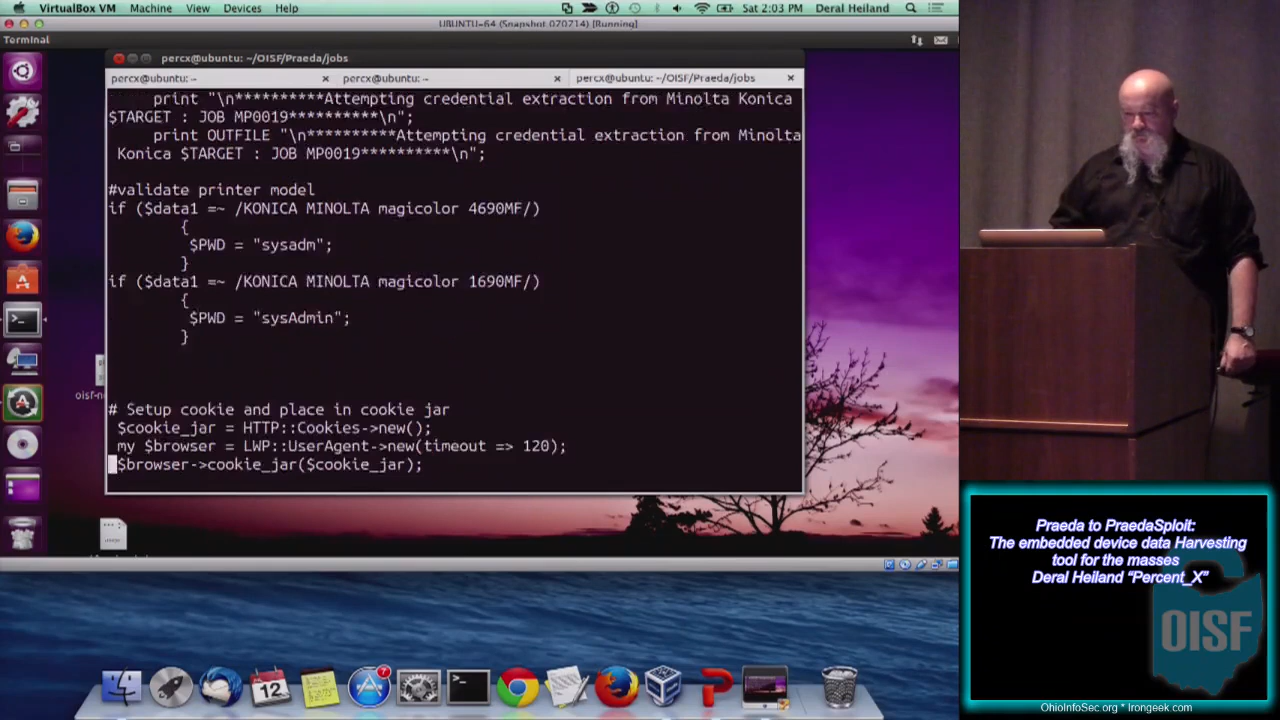 VirtualBox VM Machine View Devices Help Sat 2:03 PM Deral Heiland
UBUNTU-64 (Snapshot 070714) [Running]
Terminal
percx@ubuntu: ~/OISF/Praeda/jobs
percx@ubuntu: ~ × percx@ubuntu: ~ × percx@ubuntu: ~/OISF/Praeda/jobs ×
print "\n**********Attempting credential extraction from Minolta Konica
$TARGET : JOB MP0019**********\n";
print OUTFILE "\n**********Attempting credential extraction from Minolta
Konica $TARGET : JOB MP0019**********\n";
#validate printer model
if ($data1 =~ /KONICA MINOLTA magicolor 4690MF/)
{
$PWD = "sysadm";
}
if ($data1 =~ /KONICA MINOLTA magicolor 1690MF/)
{
$PWD = "sysAdmin";
}
# Setup cookie and place in cookie jar
$cookie_jar = HTTP::Cookies->new();
my $browser = LWP::UserAgent->new(timeout => 120);
$browser->cookie_jar($cookie_jar);
12
7
Praeda to PraedaSploit:
The embedded device data Harvesting
tool for the masses
Deral Heiland “Percent_X”
OISF
OhioInfoSec.org * Irongeek.com